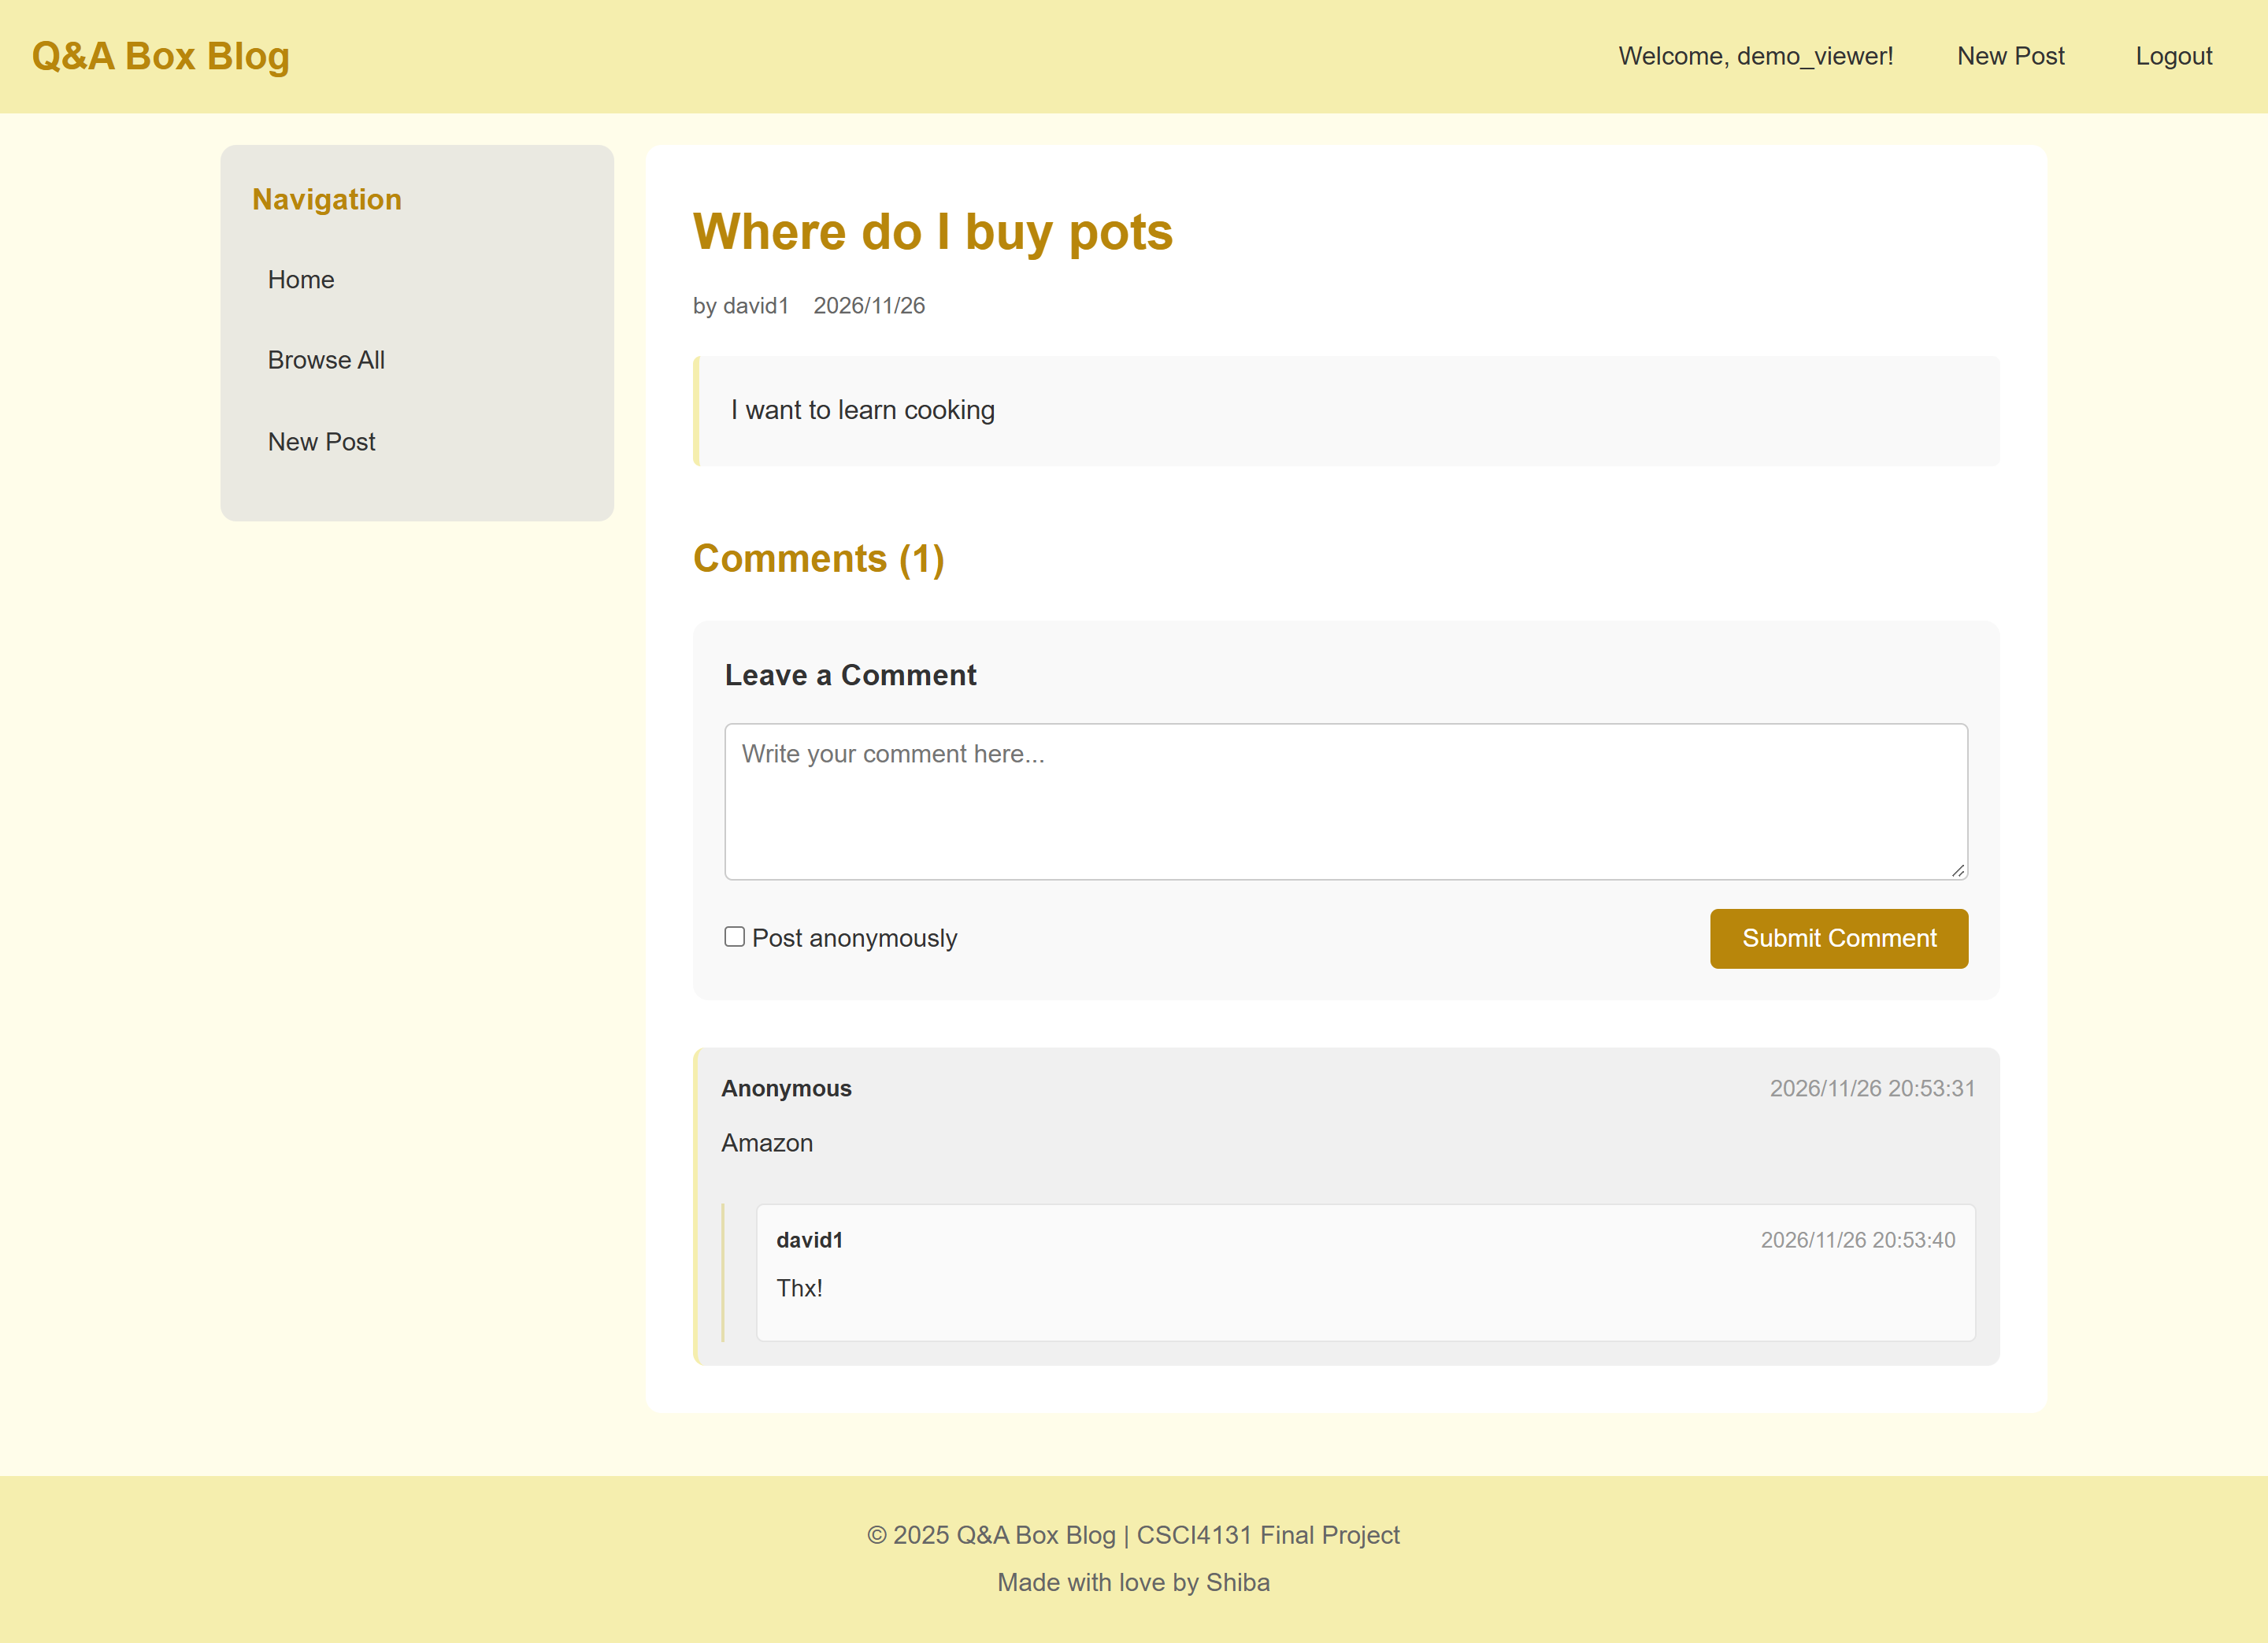 Q&A Box Blog
Welcome, demo_viewer!
New Post
Logout
Navigation
Home
Browse All
New Post
Where do I buy pots
by david1 2026/11/26
I want to learn cooking
Comments (1)
Leave a Comment
Write your comment here...
Post anonymously
Submit Comment
Anonymous
2026/11/26 20:53:31
Amazon
david1
2026/11/26 20:53:40
Thx!
© 2025 Q&A Box Blog | CSCI4131 Final Project
Made with love by Shiba